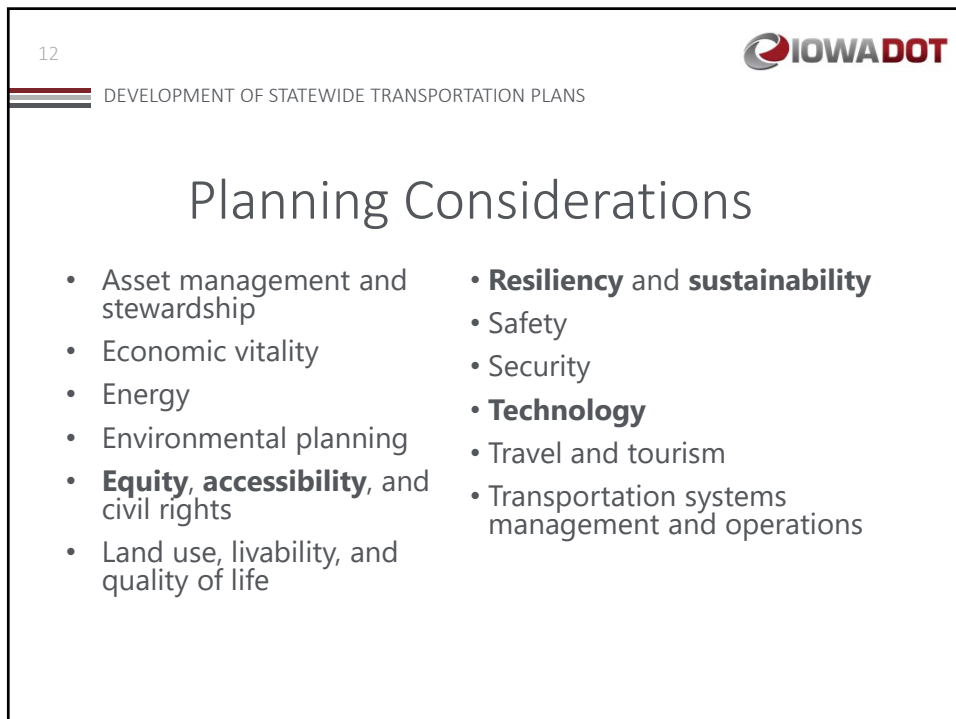 12
IOWADOT
DEVELOPMENT OF STATEWIDE TRANSPORTATION PLANS
Planning Considerations
• Asset management and
stewardship
• Economic vitality
• Energy
• Environmental planning
• Equity, accessibility, and
civil rights
• Land use, livability, and
quality of life
• Resiliency and sustainability
• Safety
• Security
• Technology
• Travel and tourism
• Transportation systems
management and operations